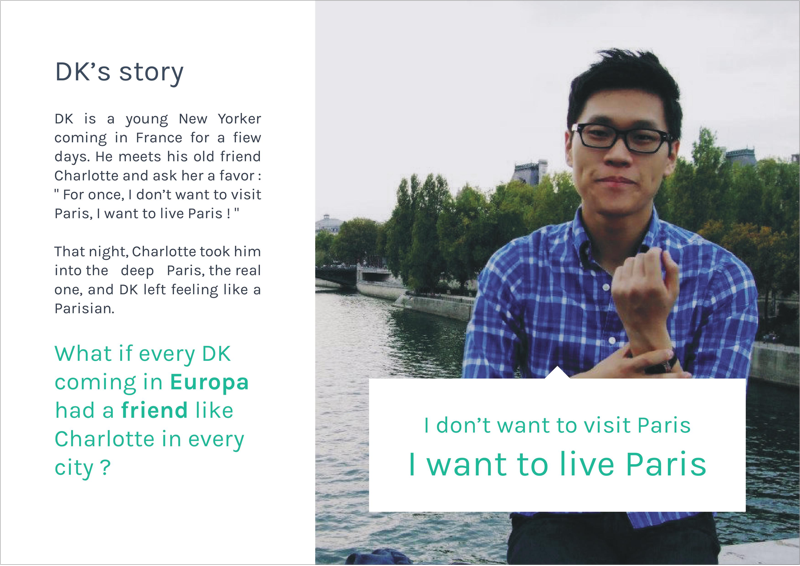 DK's story
DK is a young New Yorker
coming in France for a fiew
days. He meets his old friend
Charlotte and ask her a favor :
" For once, I don't want to visit
Paris, I want to live Paris ! "
That night, Charlotte took him
into the deep Paris, the real
one, and DK left feeling like a
Parisian.
What if every DK
coming in Europa
had a friend like
Charlotte in every
city ?
I don't want to visit Paris
I want to live Paris